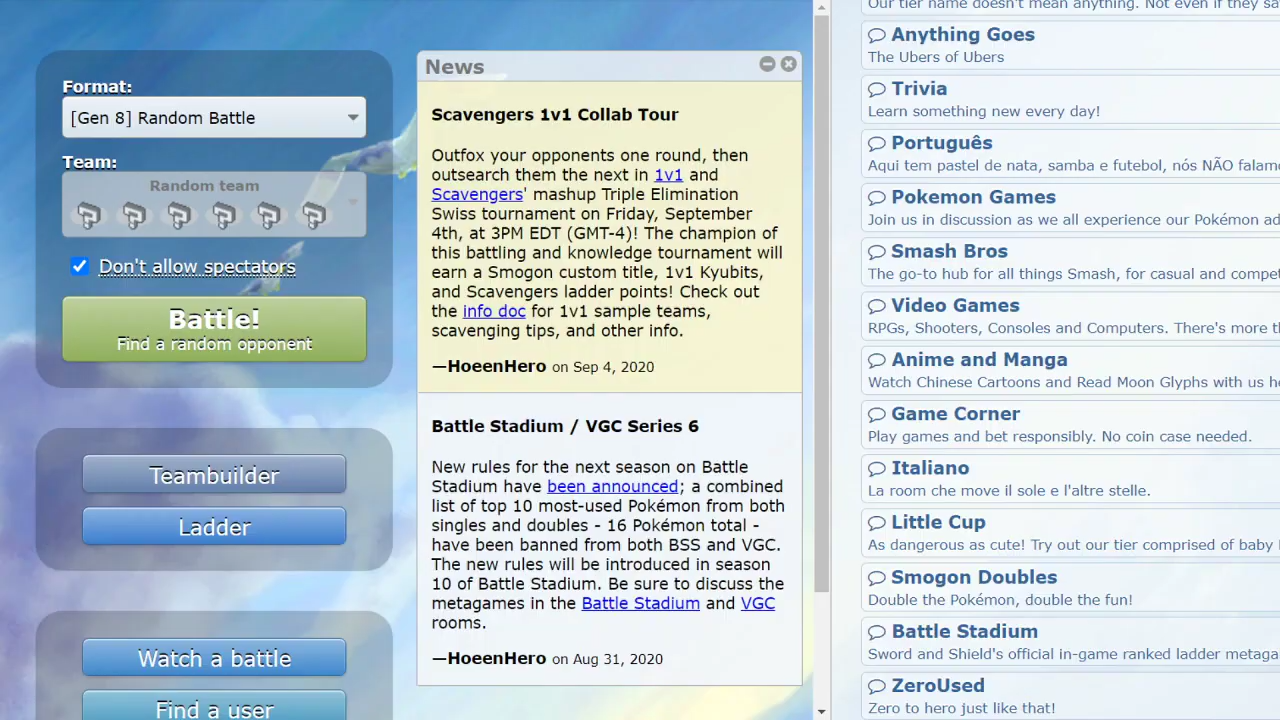 Format:
[Gen 8] Random Battle
Team:
Random team
Don't allow spectators
Battle!
Find a random opponent
Teambuilder
Ladder
Watch a battle
Find a user
News
Scavengers 1v1 Collab Tour
Outfox your opponents one round, then
outsearch them the next in 1v1 and
Scavengers' mashup Triple Elimination
Swiss tournament on Friday, September
4th, at 3PM EDT (GMT-4)! The champion of
this battling and knowledge tournament will
earn a Smogon custom title, 1v1 Kyubits,
and Scavengers ladder points! Check out
the info doc for 1v1 sample teams,
scavenging tips, and other info.
—HoeenHero on Sep 4, 2020
Battle Stadium / VGC Series 6
New rules for the next season on Battle
Stadium have been announced; a combined
list of top 10 most-used Pokémon from both
singles and doubles - 16 Pokémon total -
have been banned from both BSS and VGC.
The new rules will be introduced in season
10 of Battle Stadium. Be sure to discuss the
metagames in the Battle Stadium and VGC
rooms.
—HoeenHero on Aug 31, 2020
Our tier name doesn't mean anything. Not even if they sa
Anything Goes
The Ubers of Ubers
Trivia
Learn something new every day!
Português
Aqui tem pastel de nata, samba e futebol, nós NÃO falamo
Pokemon Games
Join us in discussion as we all experience our Pokémon ad
Smash Bros
The go-to hub for all things Smash, for casual and compet
Video Games
RPGs, Shooters, Consoles and Computers. There's more t
Anime and Manga
Watch Chinese Cartoons and Read Moon Glyphs with us h
Game Corner
Play games and bet responsibly. No coin case needed.
Italiano
La room che move il sole e l'altre stelle.
Little Cup
As dangerous as cute! Try out our tier comprised of baby
Smogon Doubles
Double the Pokémon, double the fun!
Battle Stadium
Sword and Shield's official in-game ranked ladder metaga
ZeroUsed
Zero to hero just like that!